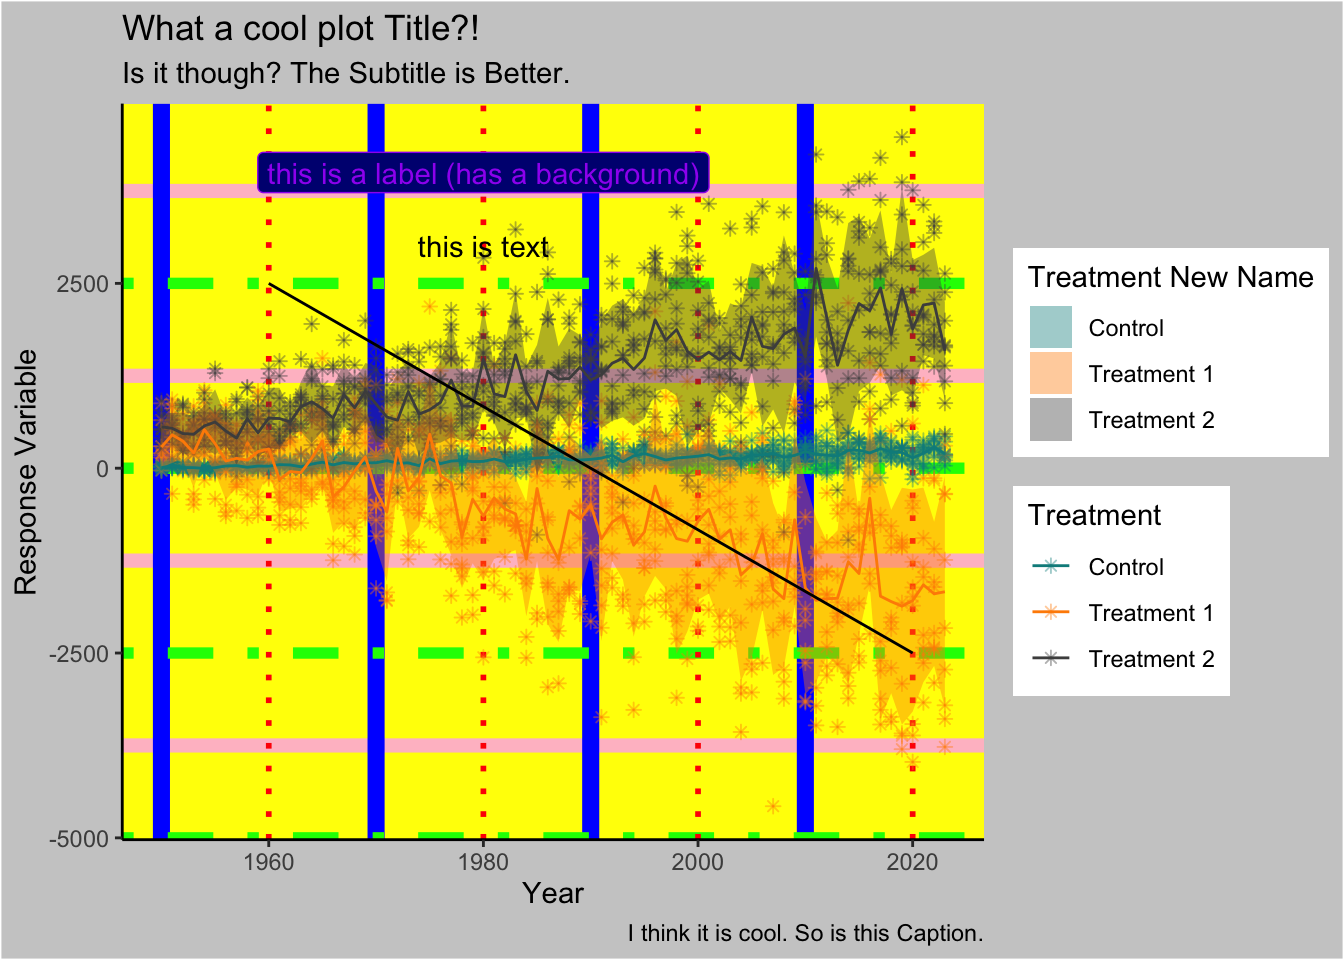 What a cool plot Title?!
Is it though? The Subtitle is Better.
this is a label (has a background)
this is text
Response Variable
2500
0
-2500
-5000
1960
1980
2000
2020
Year
I think it is cool. So is this Caption.
Treatment New Name
Control
Treatment 1
Treatment 2
Treatment
Control
Treatment 1
Treatment 2